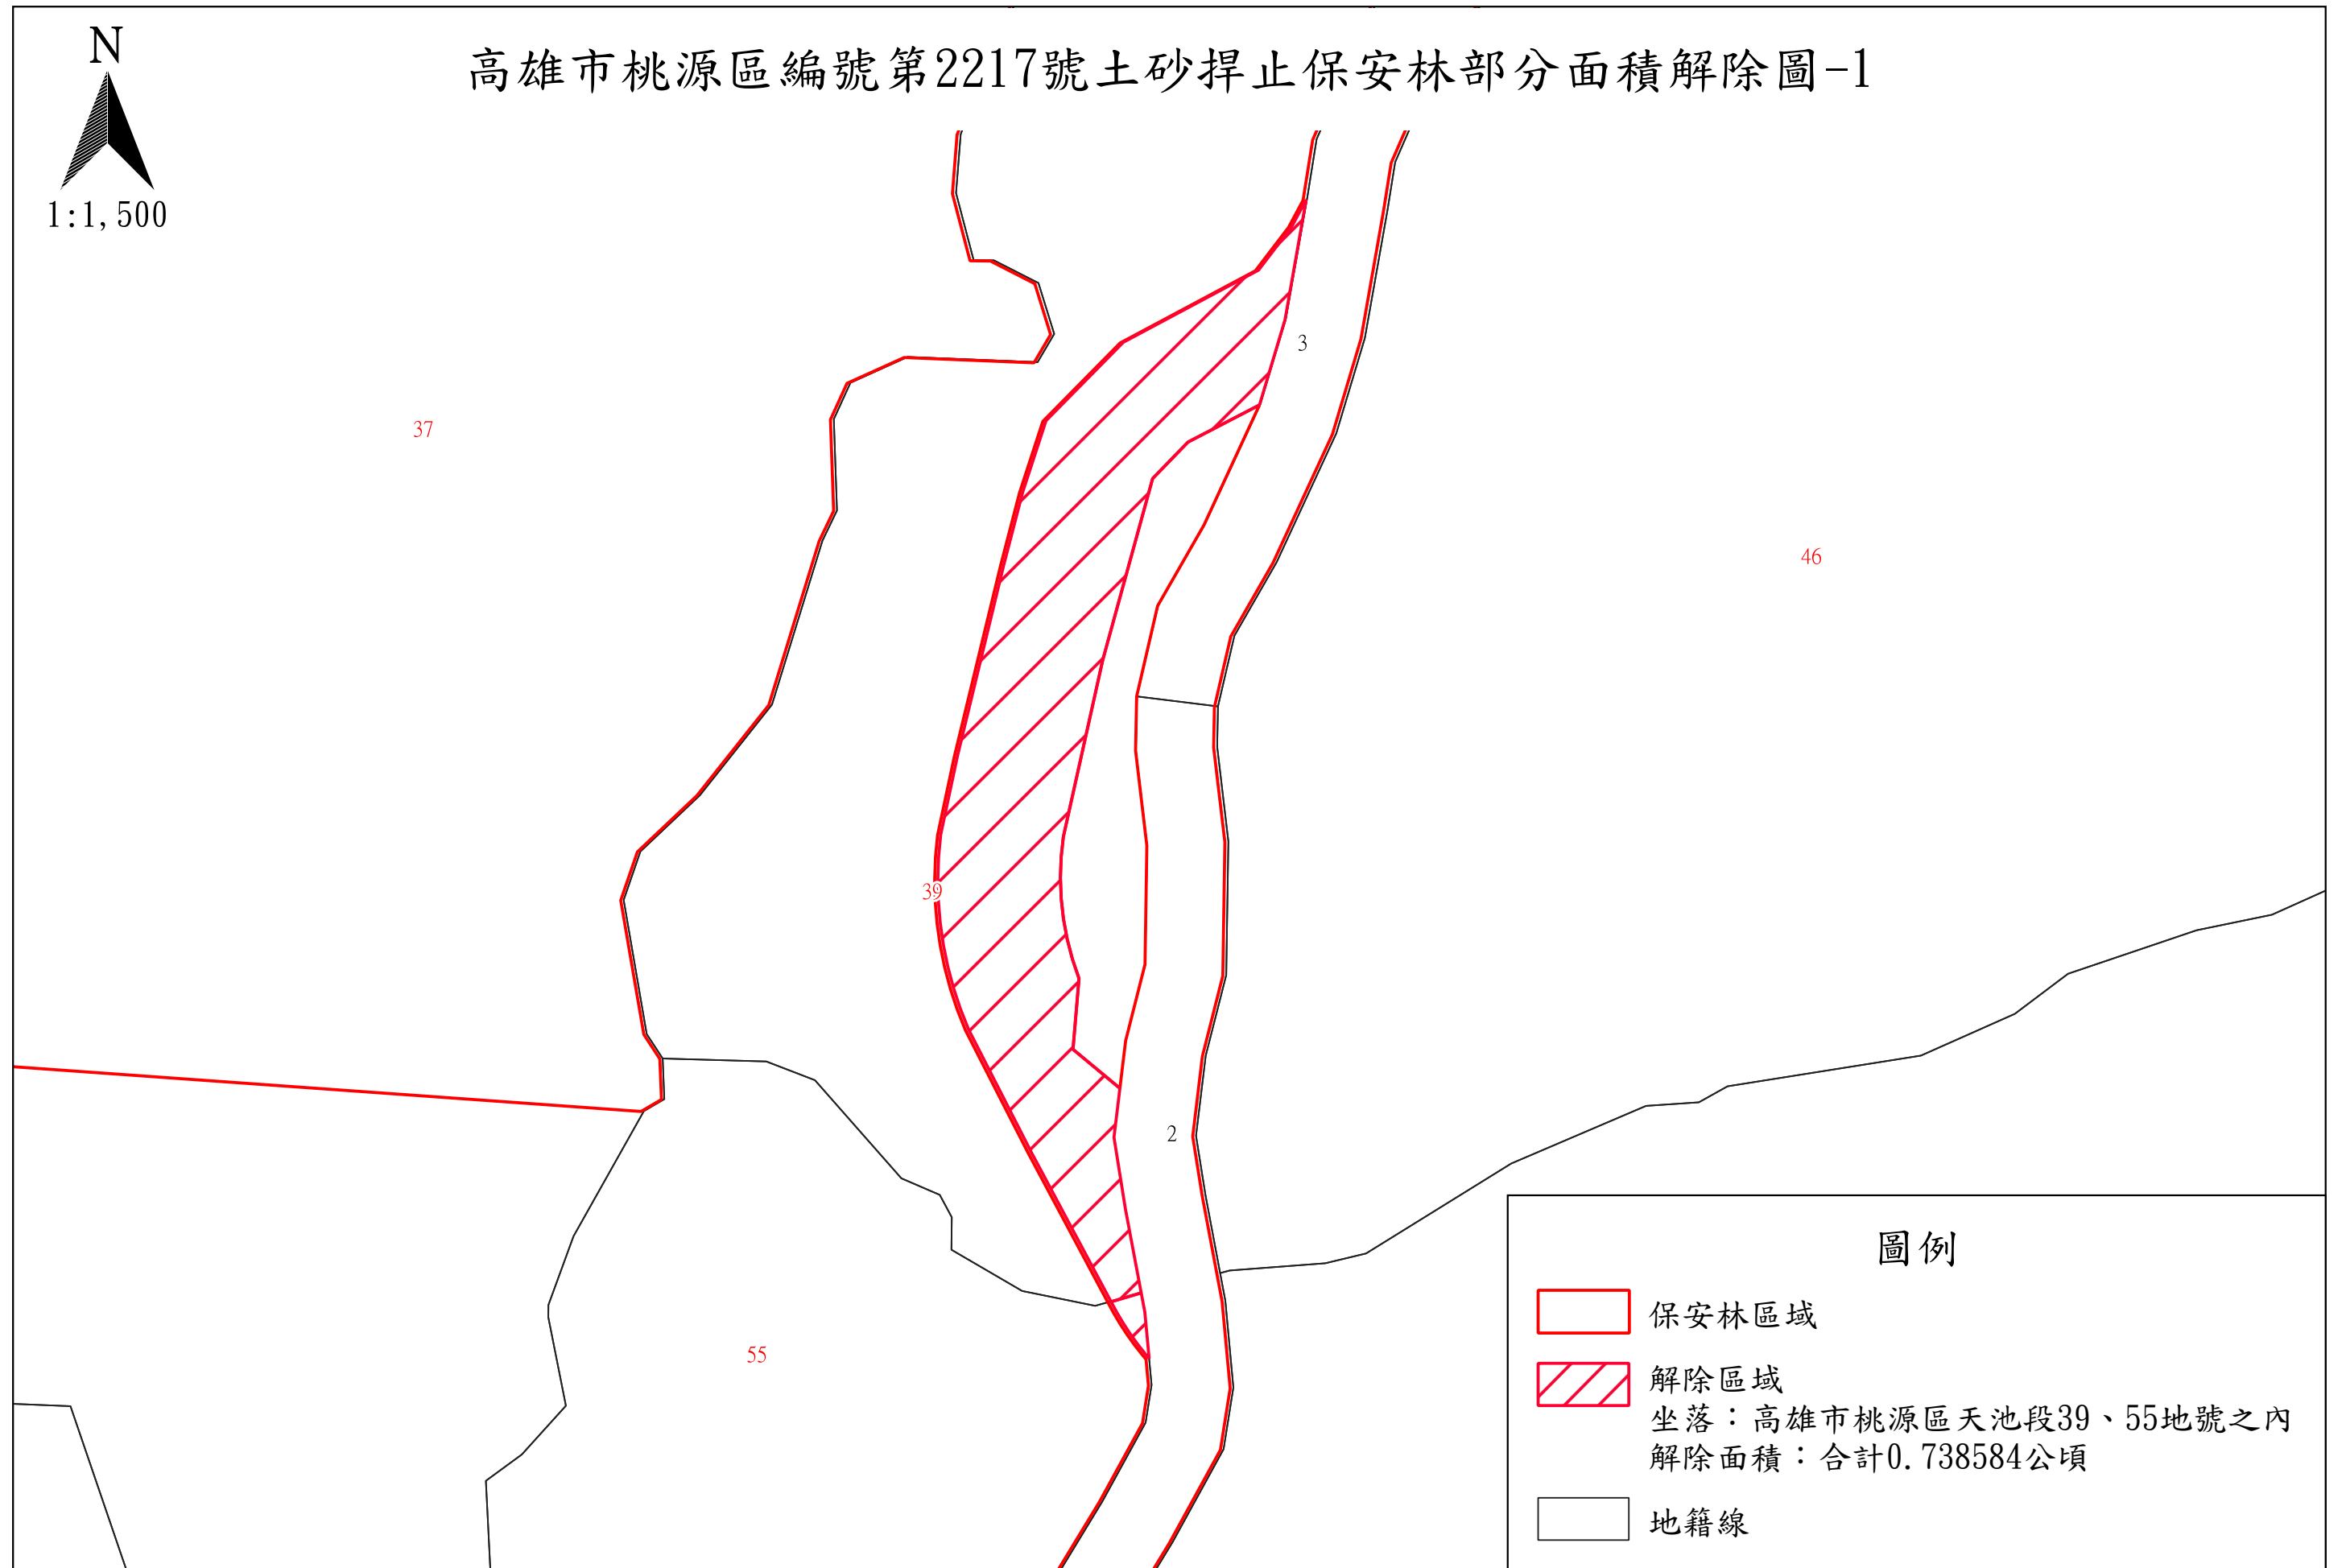 N
高雄市桃源區編號第2217號土砂捍止保安林部分面積解除圖-1
1:1,500
3
37
46
39
2
55
圖例
保安林區域
解除區域
坐落：高雄市桃源區天池段39、55地號之內
解除面積：合計0.738584公頃
地籍線